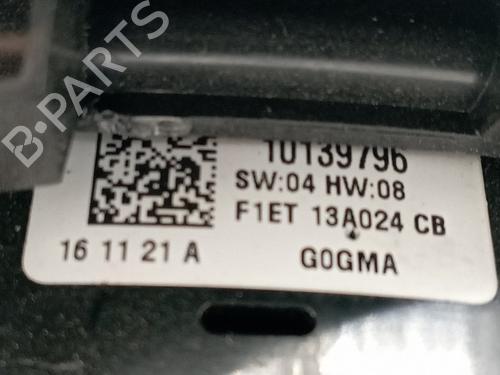 B-PARTS
10139796
SW:04 HW:08
F1ET 13A024 CB
16 11 21 A
G0GMA